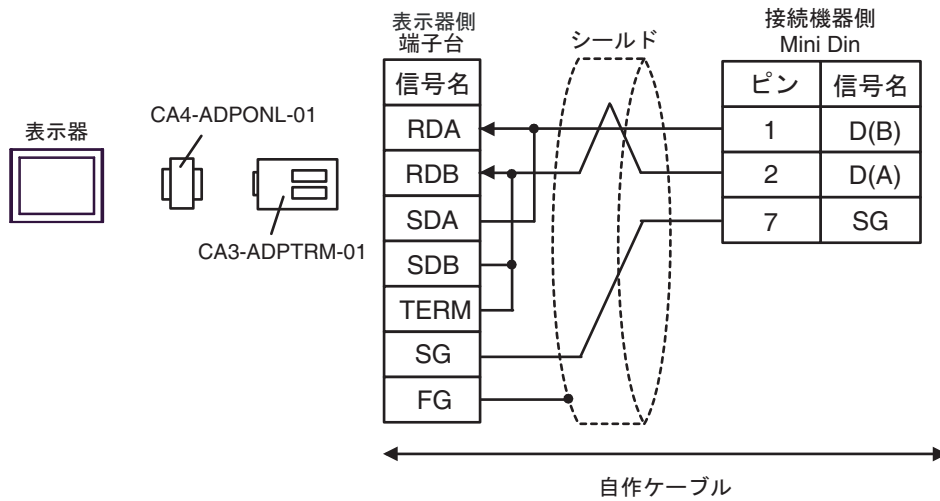 表示器
CA4-ADPONL-01
CA3-ADPTRM-01
表示器側
端子台
信号名
RDA
RDB
SDA
SDB
TERM
SG
FG
シールド
接続機器側
Mini Din
ピン 信号名
1 D(B)
2 D(A)
7 SG
自作ケーブル